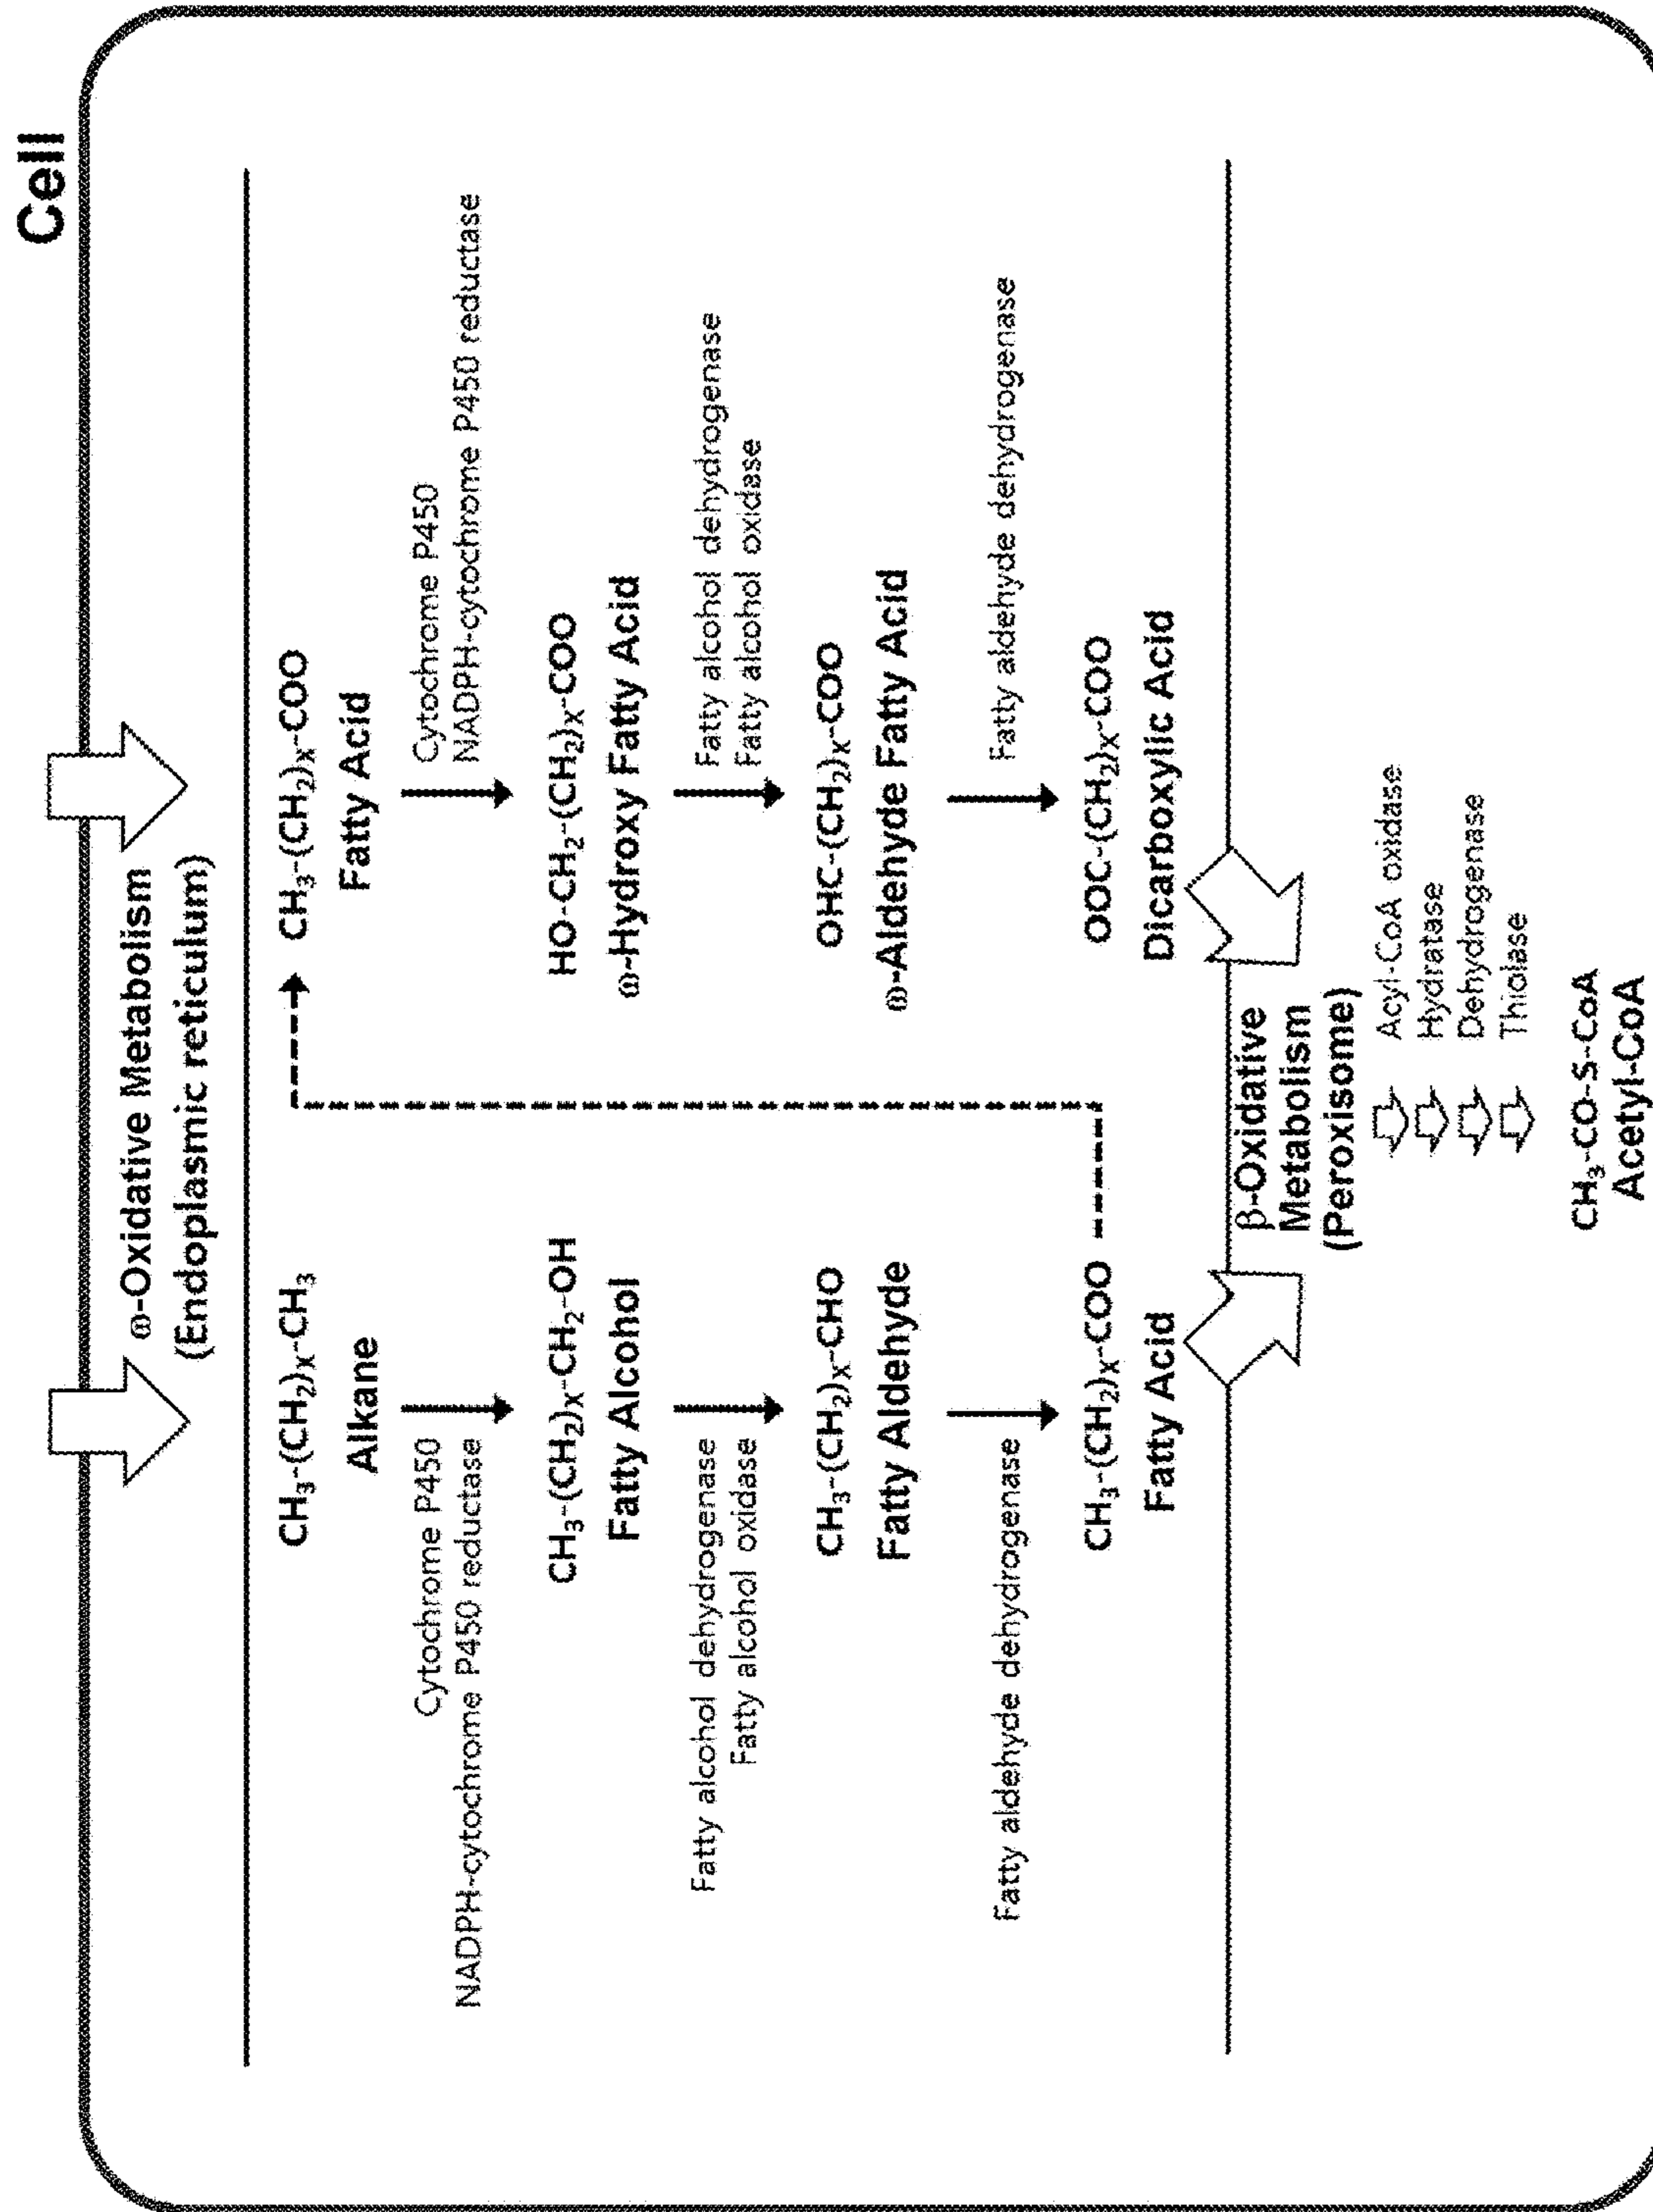 Cell
ω-Oxidative Metabolism
(Endoplasmic reticulum)
CH₃-(CH₂)ₓ-CH₃
Alkane
Cytochrome P450
NADPH-cytochrome P450 reductase
CH₃-(CH₂)ₓ-CH₂-OH
Fatty Alcohol
Fatty alcohol dehydrogenase
Fatty alcohol oxidase
CH₃-(CH₂)ₓ-CHO
Fatty Aldehyde
Fatty aldehyde dehydrogenase
CH₃-(CH₂)ₓ-COO
Fatty Acid
CH₃-(CH₂)ₓ-COO
Fatty Acid
Cytochrome P450
NADPH-cytochrome P450 reductase
HO-CH₂-(CH₂)ₓ-COO
ω-Hydroxy Fatty Acid
Fatty alcohol dehydrogenase
Fatty alcohol oxidase
OHC-(CH₂)ₓ-COO
ω-Aldehyde Fatty Acid
Fatty aldehyde dehydrogenase
OOC-(CH₂)ₓ-COO
Dicarboxylic Acid
β-Oxidative
Metabolism
(Peroxisome)
Acyl-CoA oxidase
Hydratase
Dehydrogenase
Thiolase
CH₃-CO-S-CoA
Acetyl-CoA